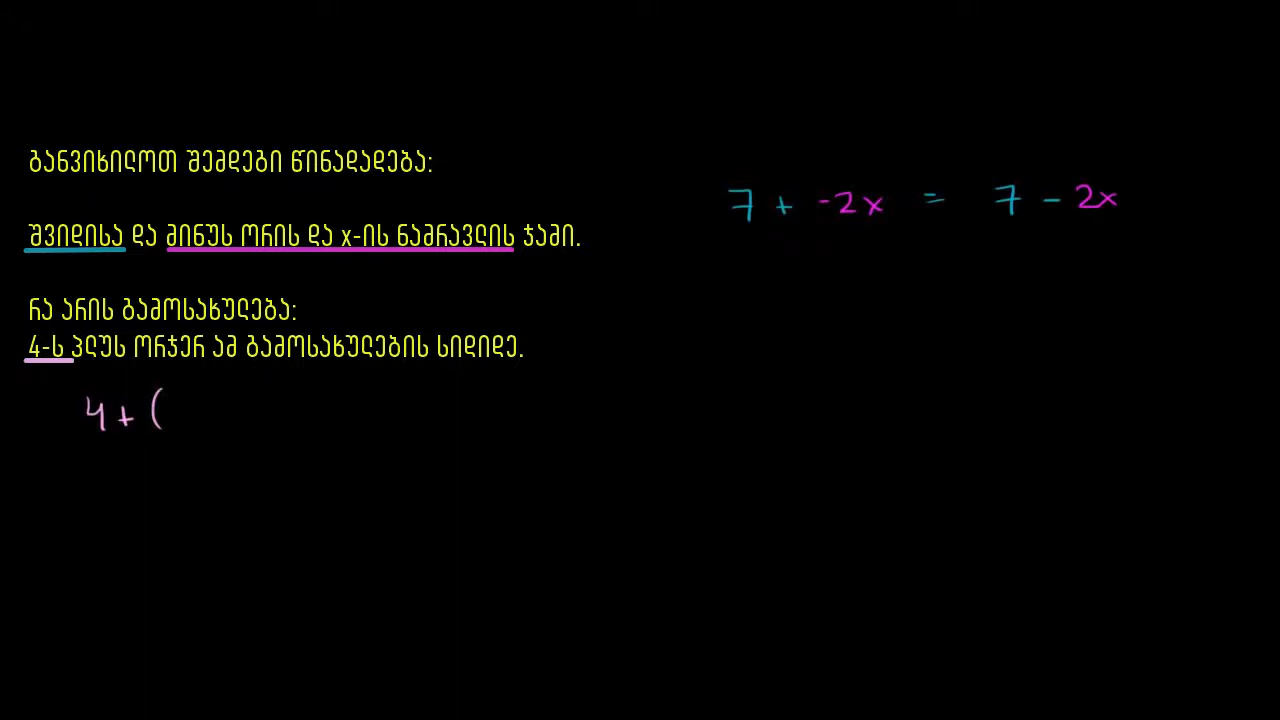 განვიხილოთ შემდეგი წინადადება:
7 + -2x = 7 - 2x
შვიდისა და მინუს ორის და x-ის ნამრავლის ჯამი.
რა არის გამოსახულება:
4-ს პლუს ორჯერ ამ გამოსახულების სიდიდე.
4 + (